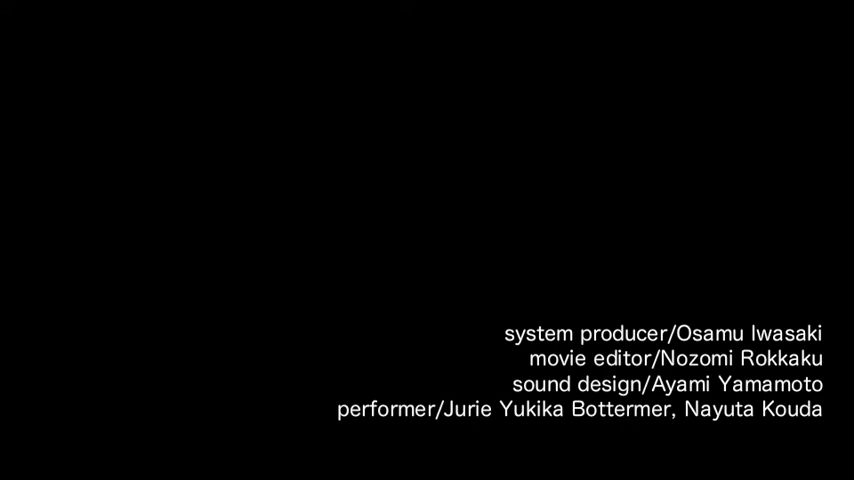 system producer/Osamu Iwasaki
movie editor/Nozomi Rokkaku
sound design/Ayami Yamamoto
performer/Jurie Yukika Bottermer, Nayuta Kouda